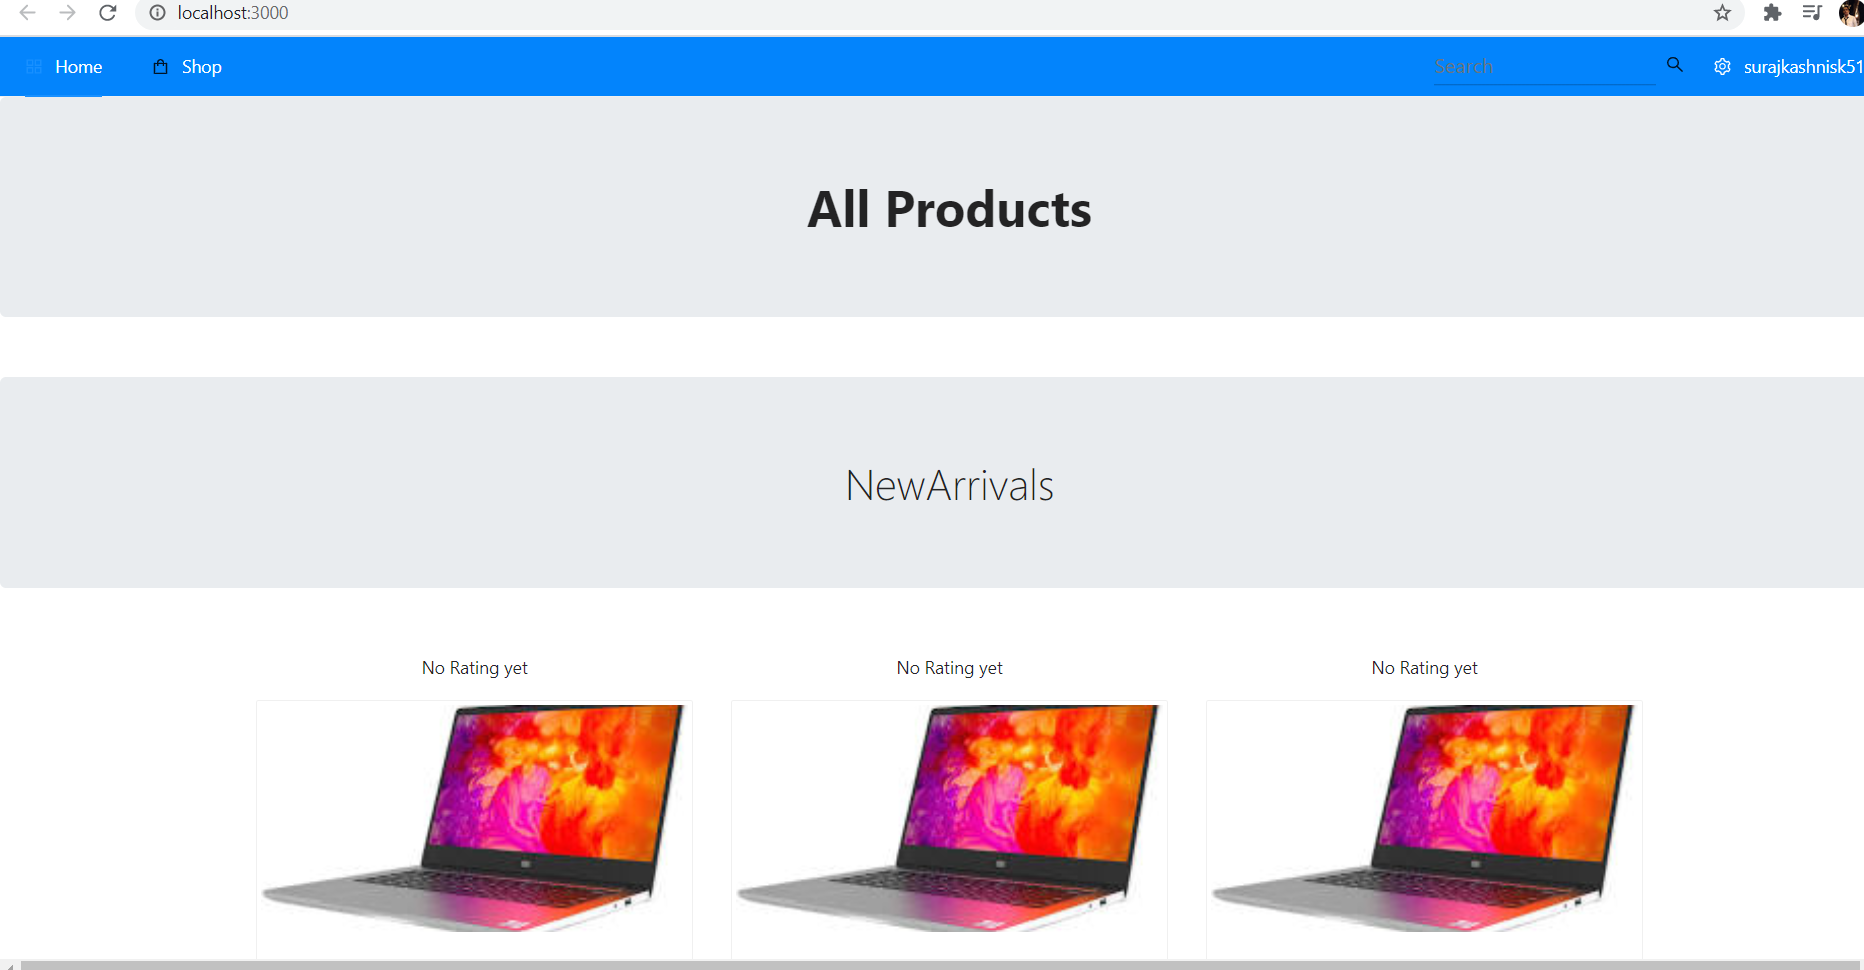 localhost:3000
Home Shop Search surajkashnisk51
All Products
NewArrivals
No Rating yet No Rating yet No Rating yet